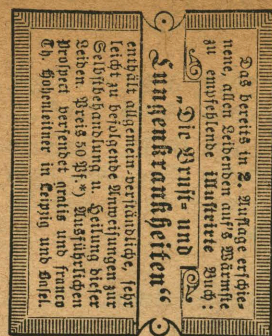 Das bereits in 2. Auflage erschie-
nene, allen Leidenden auf's Wärmste
zu empfehlende illustrirte Buch:
„Die Brust- und
Lungenkrankheiten“
enthält allgemein-verständliche, sehr
leicht zu befolgende Anweisungen zur
Selbstbehandlung u. Heilung dieser
Leiden. Preis 50 Pf.*) Ausführlichen
Prospect versendet gratis und franco
Th. Hohenleitner in Leipzig und Basel.